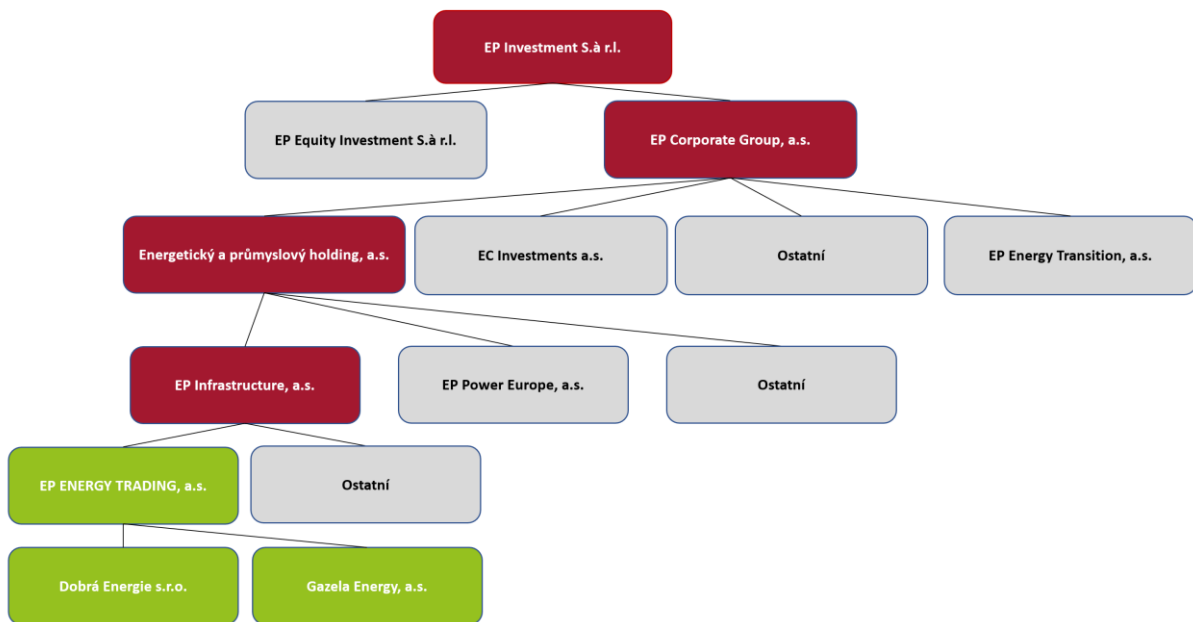 EP Investment S.à r.l.
EP Equity Investment S.à r.l.
EP Corporate Group, a.s.
Energetický a průmyslový holding, a.s.
EC Investments a.s.
Ostatní
EP Energy Transition, a.s.
EP Infrastructure, a.s.
EP Power Europe, a.s.
Ostatní
EP ENERGY TRADING, a.s.
Ostatní
Dobrá Energie s.r.o.
Gazela Energy, a.s.